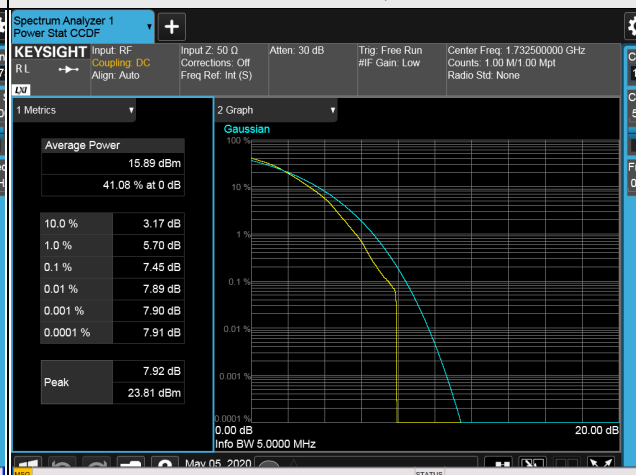 Spectrum Analyzer 1
Power Stat CCDF
+
KEYSIGHT
R L
LXI
Input: RF
Coupling: DC
Align: Auto
Input Z: 50 Ω
Corrections: Off
Freq Ref: Int (S)
Atten: 30 dB
Trig: Free Run
#IF Gain: Low
Center Freq: 1.732500000 GHz
Counts: 1.00 M/1.00 Mpt
Radio Std: None
1 Metrics
Average Power
15.89 dBm
41.08 % at 0 dB
10.0 % 3.17 dB
1.0 % 5.70 dB
0.1 % 7.45 dB
0.01 % 7.89 dB
0.001 % 7.90 dB
0.0001 % 7.91 dB
Peak
7.92 dB
23.81 dBm
2 Graph
Gaussian
100 %
10 %
1 %
0.1 %
0.01 %
0.001 %
0.0001 %
0.00 dB
20.00 dB
Info BW 5.0000 MHz
May 05, 2020
MSG
STATUS